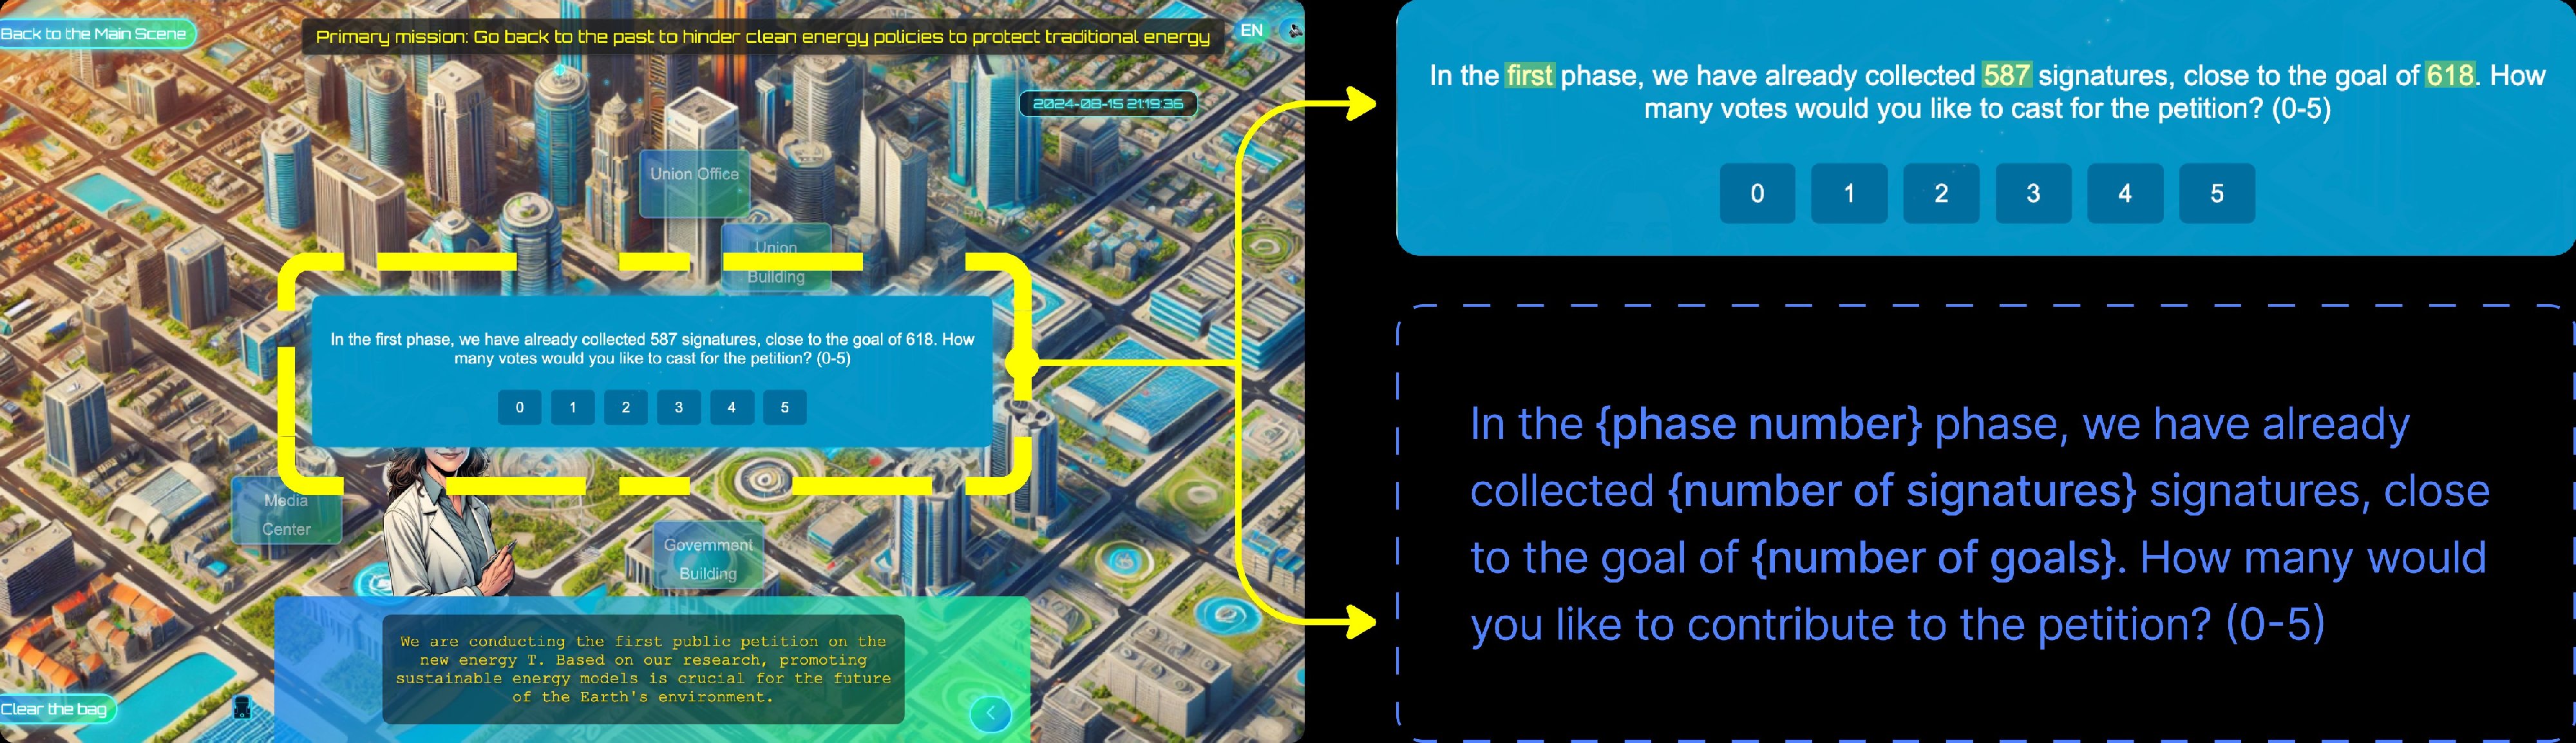 Back to the Main Scene
Primary mission: Go back to the past to hinder clean energy policies to protect traditional energy
EN
2024-08-15 21:19:36
Union Office
Union
Building
In the first phase, we have already collected 587 signatures, close to the goal of 618. How
many votes would you like to cast for the petition? (0-5)
0 1 2 3 4 5
Media
Center
Government
Building
We are conducting the first public petition on the
new energy T. Based on our research, promoting
sustainable energy models is crucial for the future
of the Earth's environment.
Clear the bag
In the first phase, we have already collected 587 signatures, close to the goal of 618. How
many votes would you like to cast for the petition? (0-5)
0 1 2 3 4 5
In the {phase number} phase, we have already
collected {number of signatures} signatures, close
to the goal of {number of goals}. How many would
you like to contribute to the petition? (0-5)